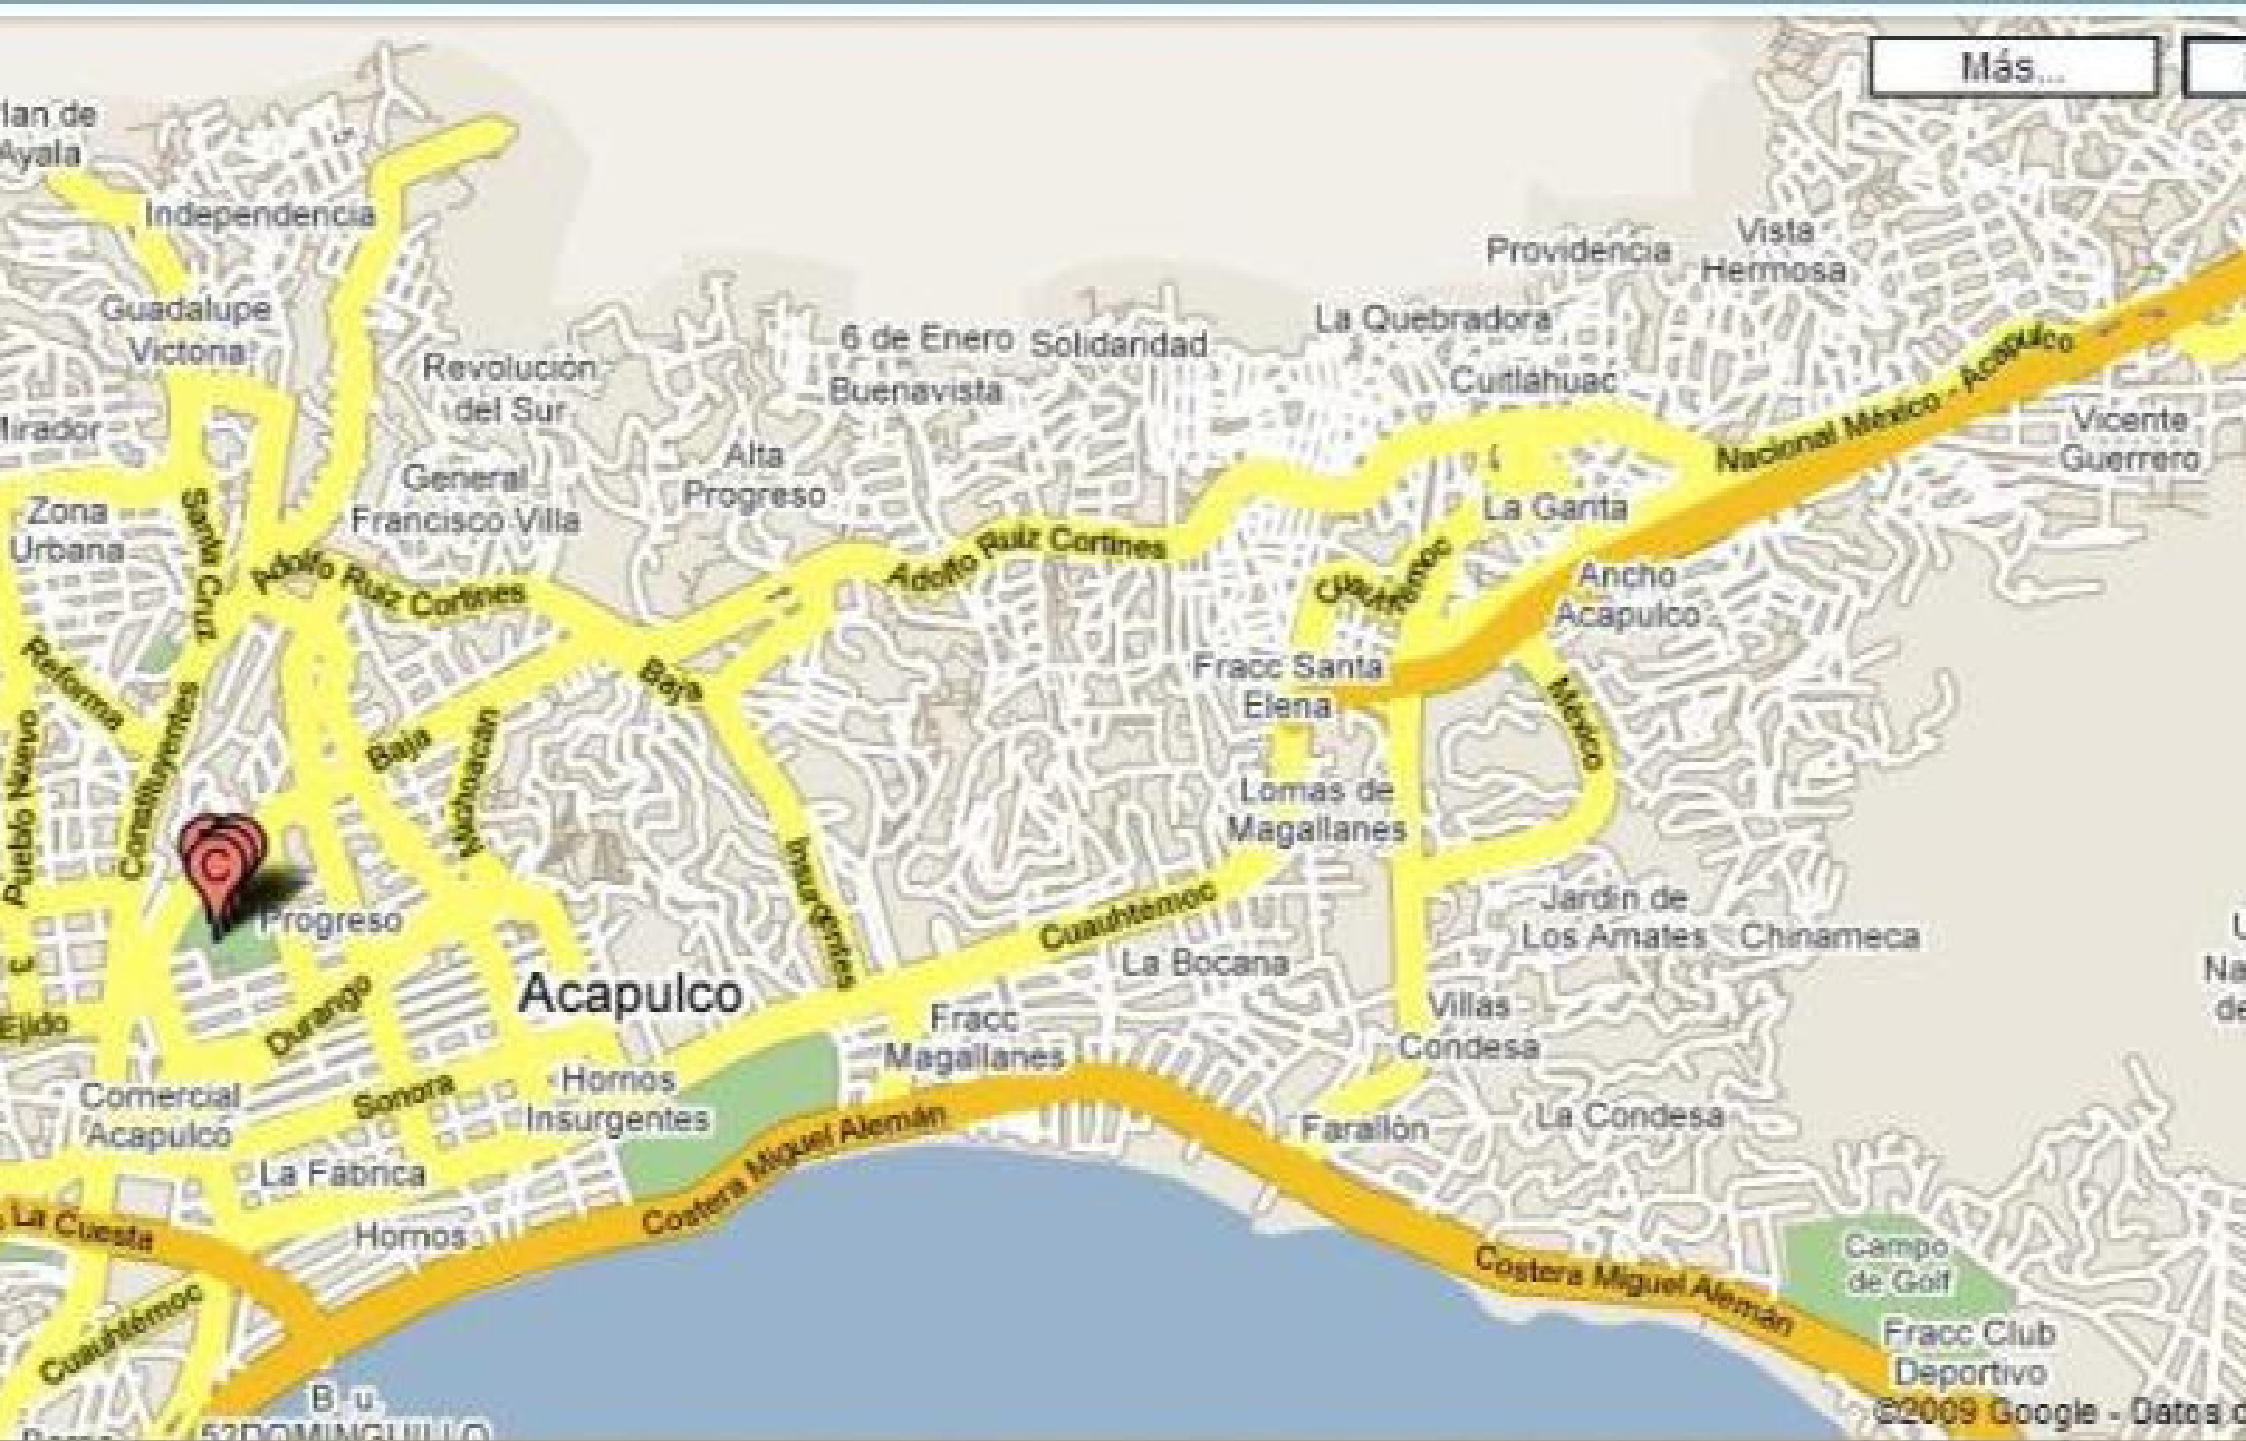 Más...
lan de
Ayala
Independencia
Providencia
Vista
Hermosa
Guadalupe
Victoria
La Quebradora
6 de Enero
Solidaridad
Nacional México - Acapulco
Revolución
del Sur
Buenavista
Cuitlahuac
Mirador
Vicente
Guerrero
Alta
Progreso
General
Francisco Villa
Zona
Urbana
Santa Cruz
La Garita
Adolfo Ruiz Cortines
Adolfo Ruiz Cortines
Cuauhtémoc
Ancho
Acapulco
Reforma
Baja
Fracc Santa
Elena
México
Pueblo Nuevo
Constituyentes
Baja
Michoacán
Lomas de
Magallanes
C
Insurgentes
Progreso
Cuauhtémoc
Jardin de
Los Amates
Chinameca
La Bocana
U
Na
de
Acapulco
Durango
Ejido
Fracc
Magallanes
Villas
Condesa
Comercial
Acapulco
Sonora
Hornos
Insurgentes
Costera Miguel Alemán
Farallón
La Condesa
La Fabrica
La Cuesta
Hornos
Campo
de Golf
Costera Miguel Alemán
Cuauhtémoc
Fracc Club
Deportivo
B. u.
52DOMINGUILLO
©2009 Google - Datos d